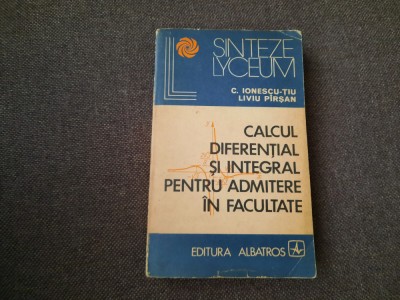 SINTEZE
LYCEUM
C. IONESCU-ȚIU
LIVIU PÎRȘAN
CALCUL
DIFERENȚIAL
ȘI INTEGRAL
PENTRU ADMITERE
ÎN FACULTATE
EDITURA ALBATROS